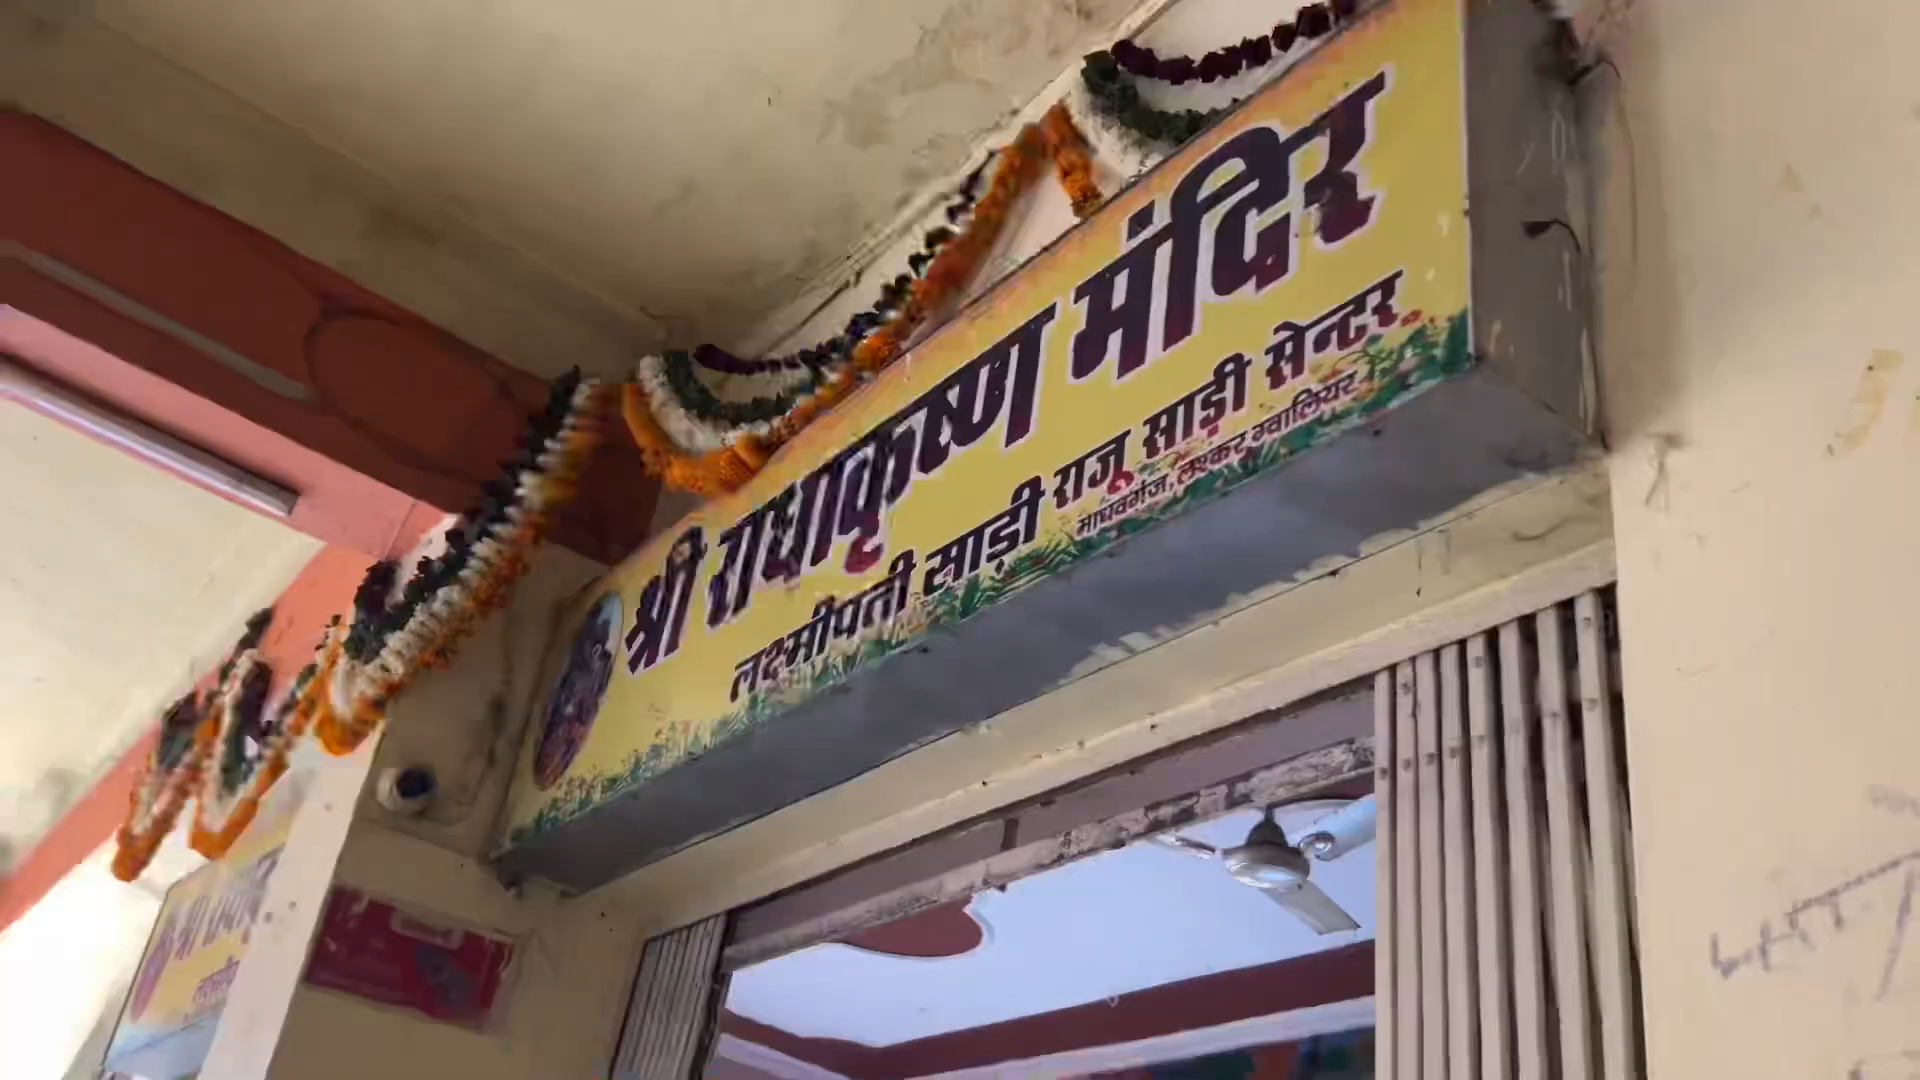 श्री राधाकृष्ण मंदिर
लक्ष्मीपती साड़ी राजू साड़ी सेन्टर
माधवगंज, लश्कर, ग्वालियर
श्री राधाकृ